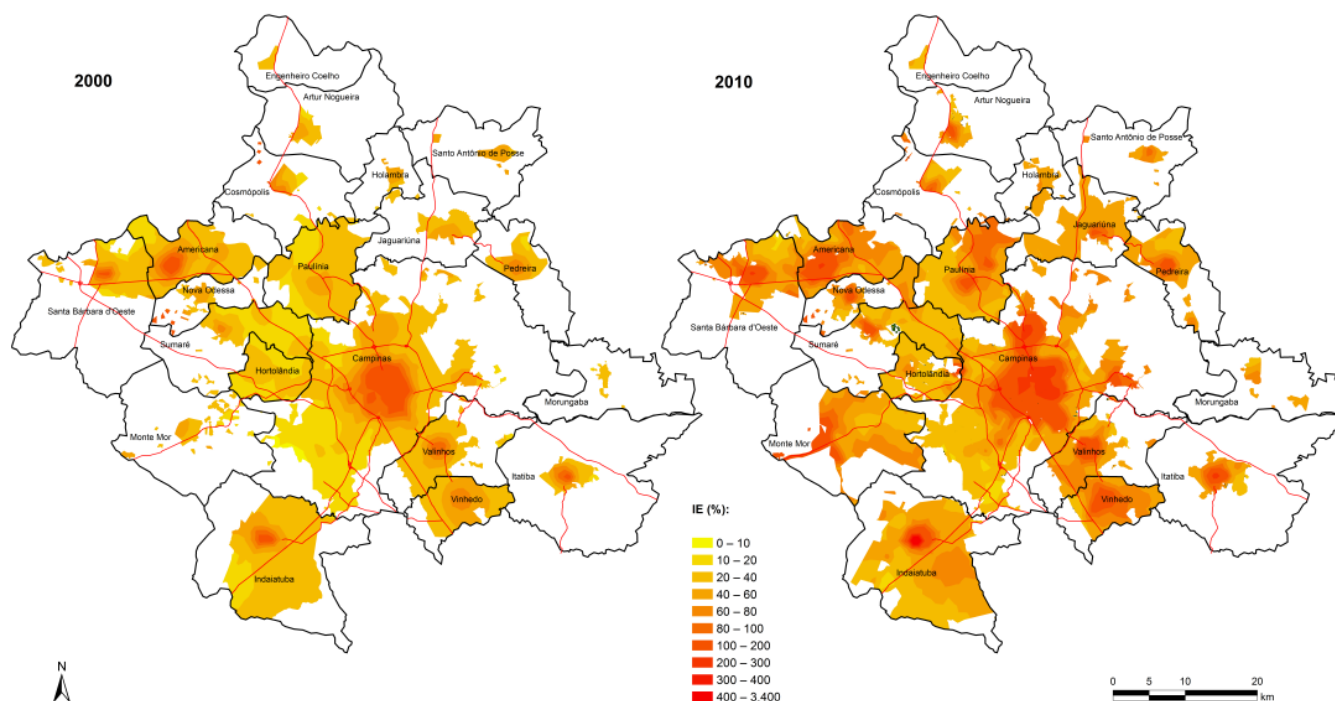 2000
Engenheiro Coelho
Artur Nogueira
Santo Antônio de Posse
Holambra
Cosmópolis
Jaguariúna
Americana
Paulínia
Pedreira
Nova Odessa
Santa Bárbara d'Oeste
Sumaré
Campinas
Hortolândia
Morungaba
Monte Mor
Valinhos
Itatiba
Vinhedo
Indaiatuba
N
2010
Engenheiro Coelho
Artur Nogueira
Santo Antônio de Posse
Holambra
Cosmópolis
Jaguariúna
Americana
Paulínia
Pedreira
Nova Odessa
Santa Bárbara d'Oeste
Sumaré
Campinas
Hortolândia
Morungaba
Monte Mor
Valinhos
Itatiba
Vinhedo
Indaiatuba
IE (%):
0 – 10
10 – 20
20 – 40
40 – 60
60 – 80
80 – 100
100 – 200
200 – 300
300 – 400
400 – 3.400
0 5 10 20
km